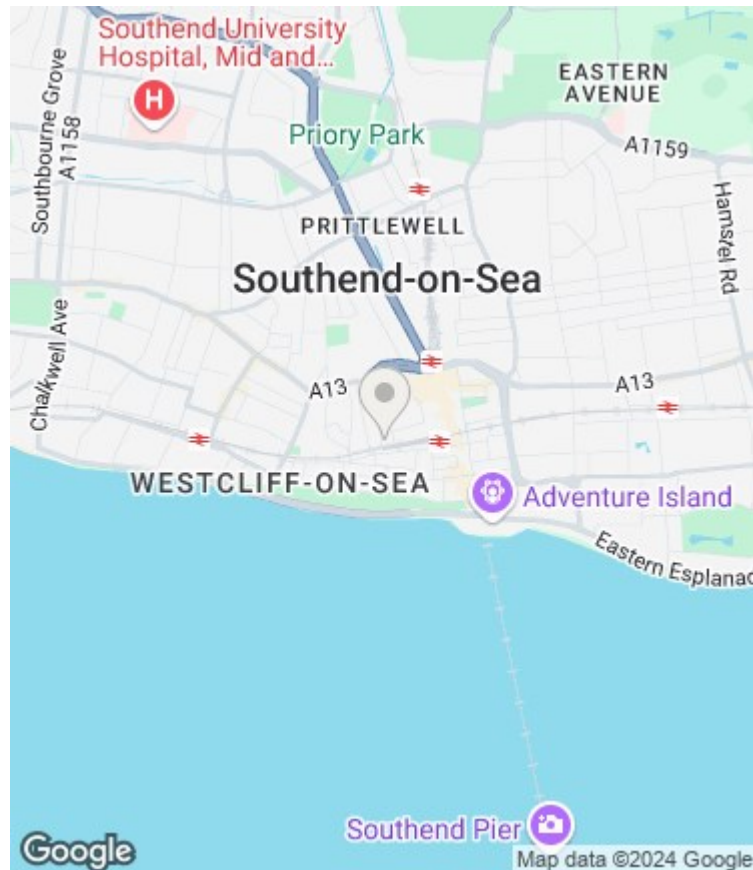 Southend University
Hospital, Mid and...
H
Southbourne Grove
A1158
EASTERN
AVENUE
Priory Park
A1159
PRITTLEWELL
Hamstel Rd
Southend-on-Sea
Chalkwell Ave
A13
A13
WESTCLIFF-ON-SEA
Adventure Island
Eastern Esplanad
Southend Pier
Google
Map data ©2024 Google